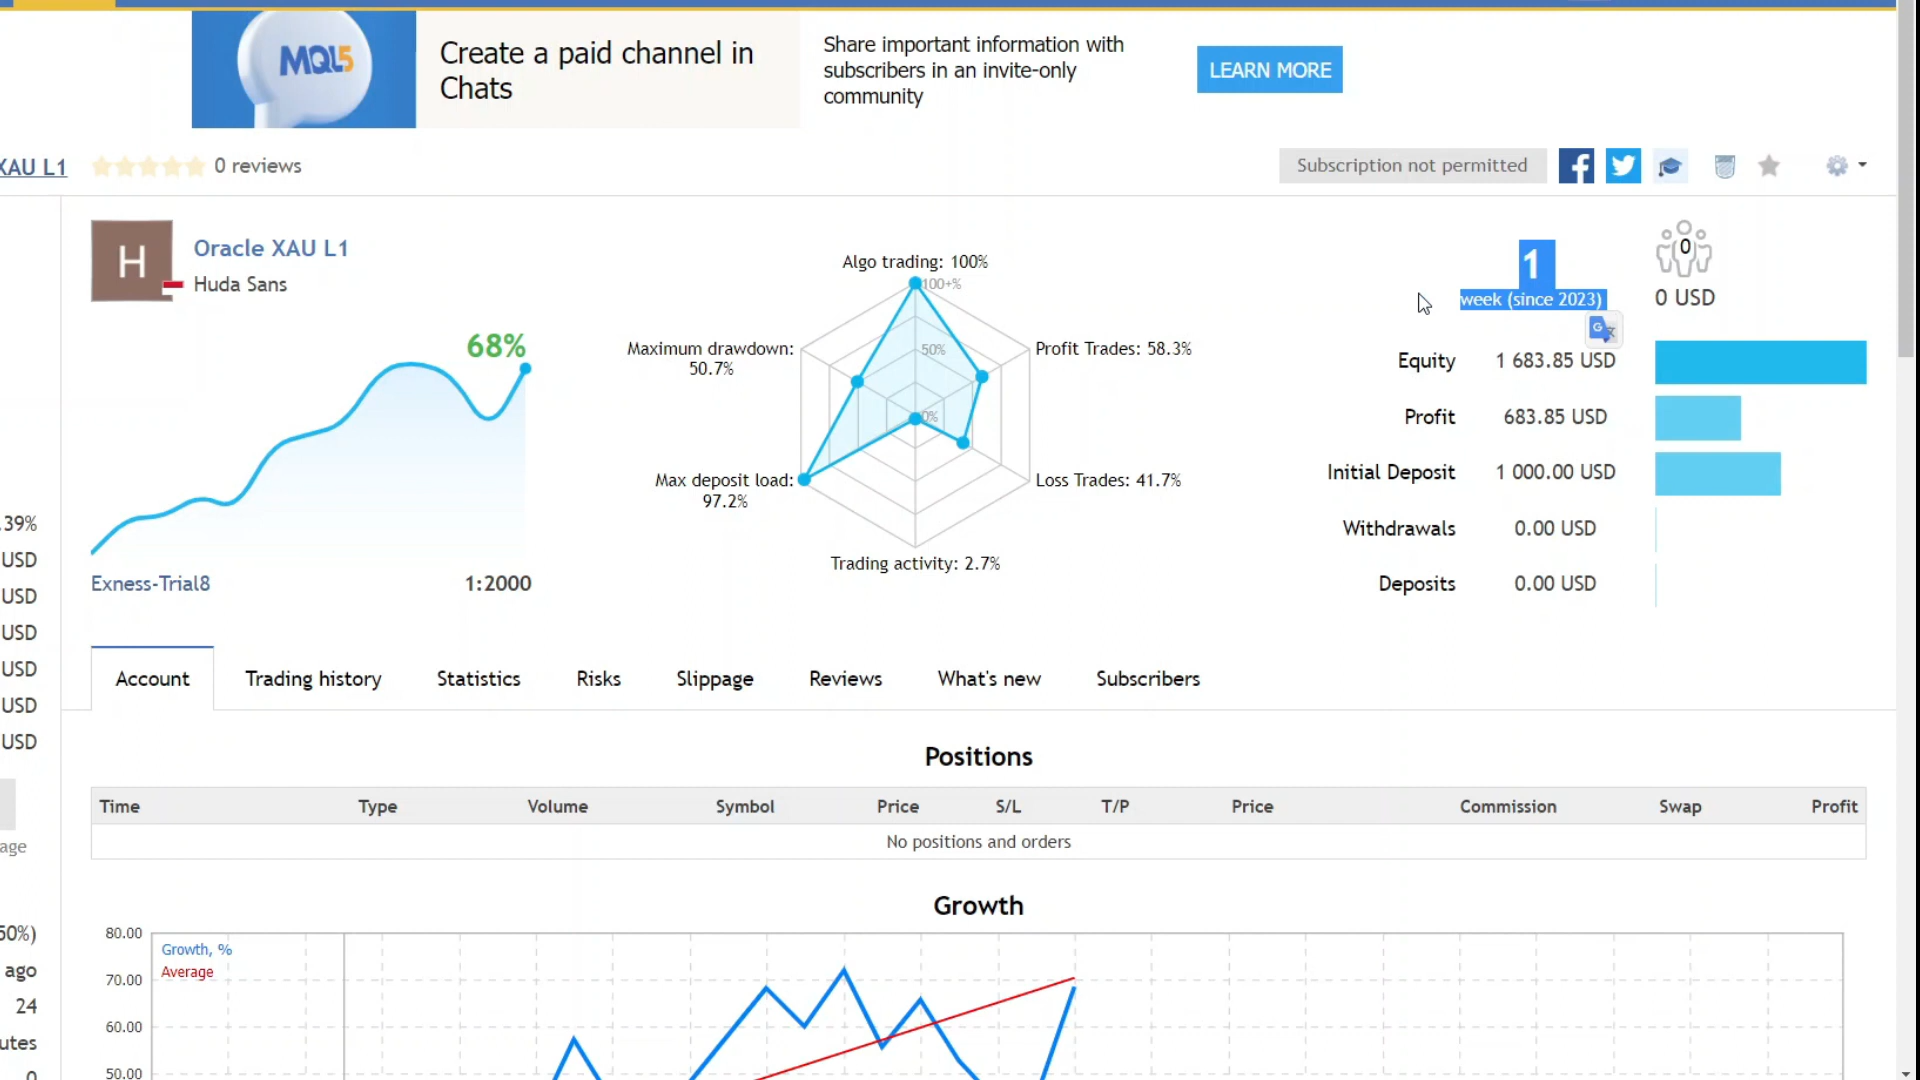 MQL5
Create a paid channel in
Chats
Share important information with
subscribers in an invite-only
community
LEARN MORE
XAU L1
0 reviews
Subscription not permitted
H
Oracle XAU L1
Huda Sans
68%
Exness-Trial8
1:2000
Algo trading: 100%
100+%
50%
0%
Maximum drawdown:
50.7%
Profit Trades: 58.3%
Max deposit load:
97.2%
Loss Trades: 41.7%
Trading activity: 2.7%
1
week (since 2023)
0
0 USD
Equity 1 683.85 USD
Profit 683.85 USD
Initial Deposit 1 000.00 USD
Withdrawals 0.00 USD
Deposits 0.00 USD
.39%
USD
USD
USD
USD
USD
USD
age
50%)
ago
24
utes
0
Account Trading history Statistics Risks Slippage Reviews What's new Subscribers
Positions
Time Type Volume Symbol Price S/L T/P Price Commission Swap Profit
No positions and orders
Growth
Growth, %
Average
80.00
70.00
60.00
50.00